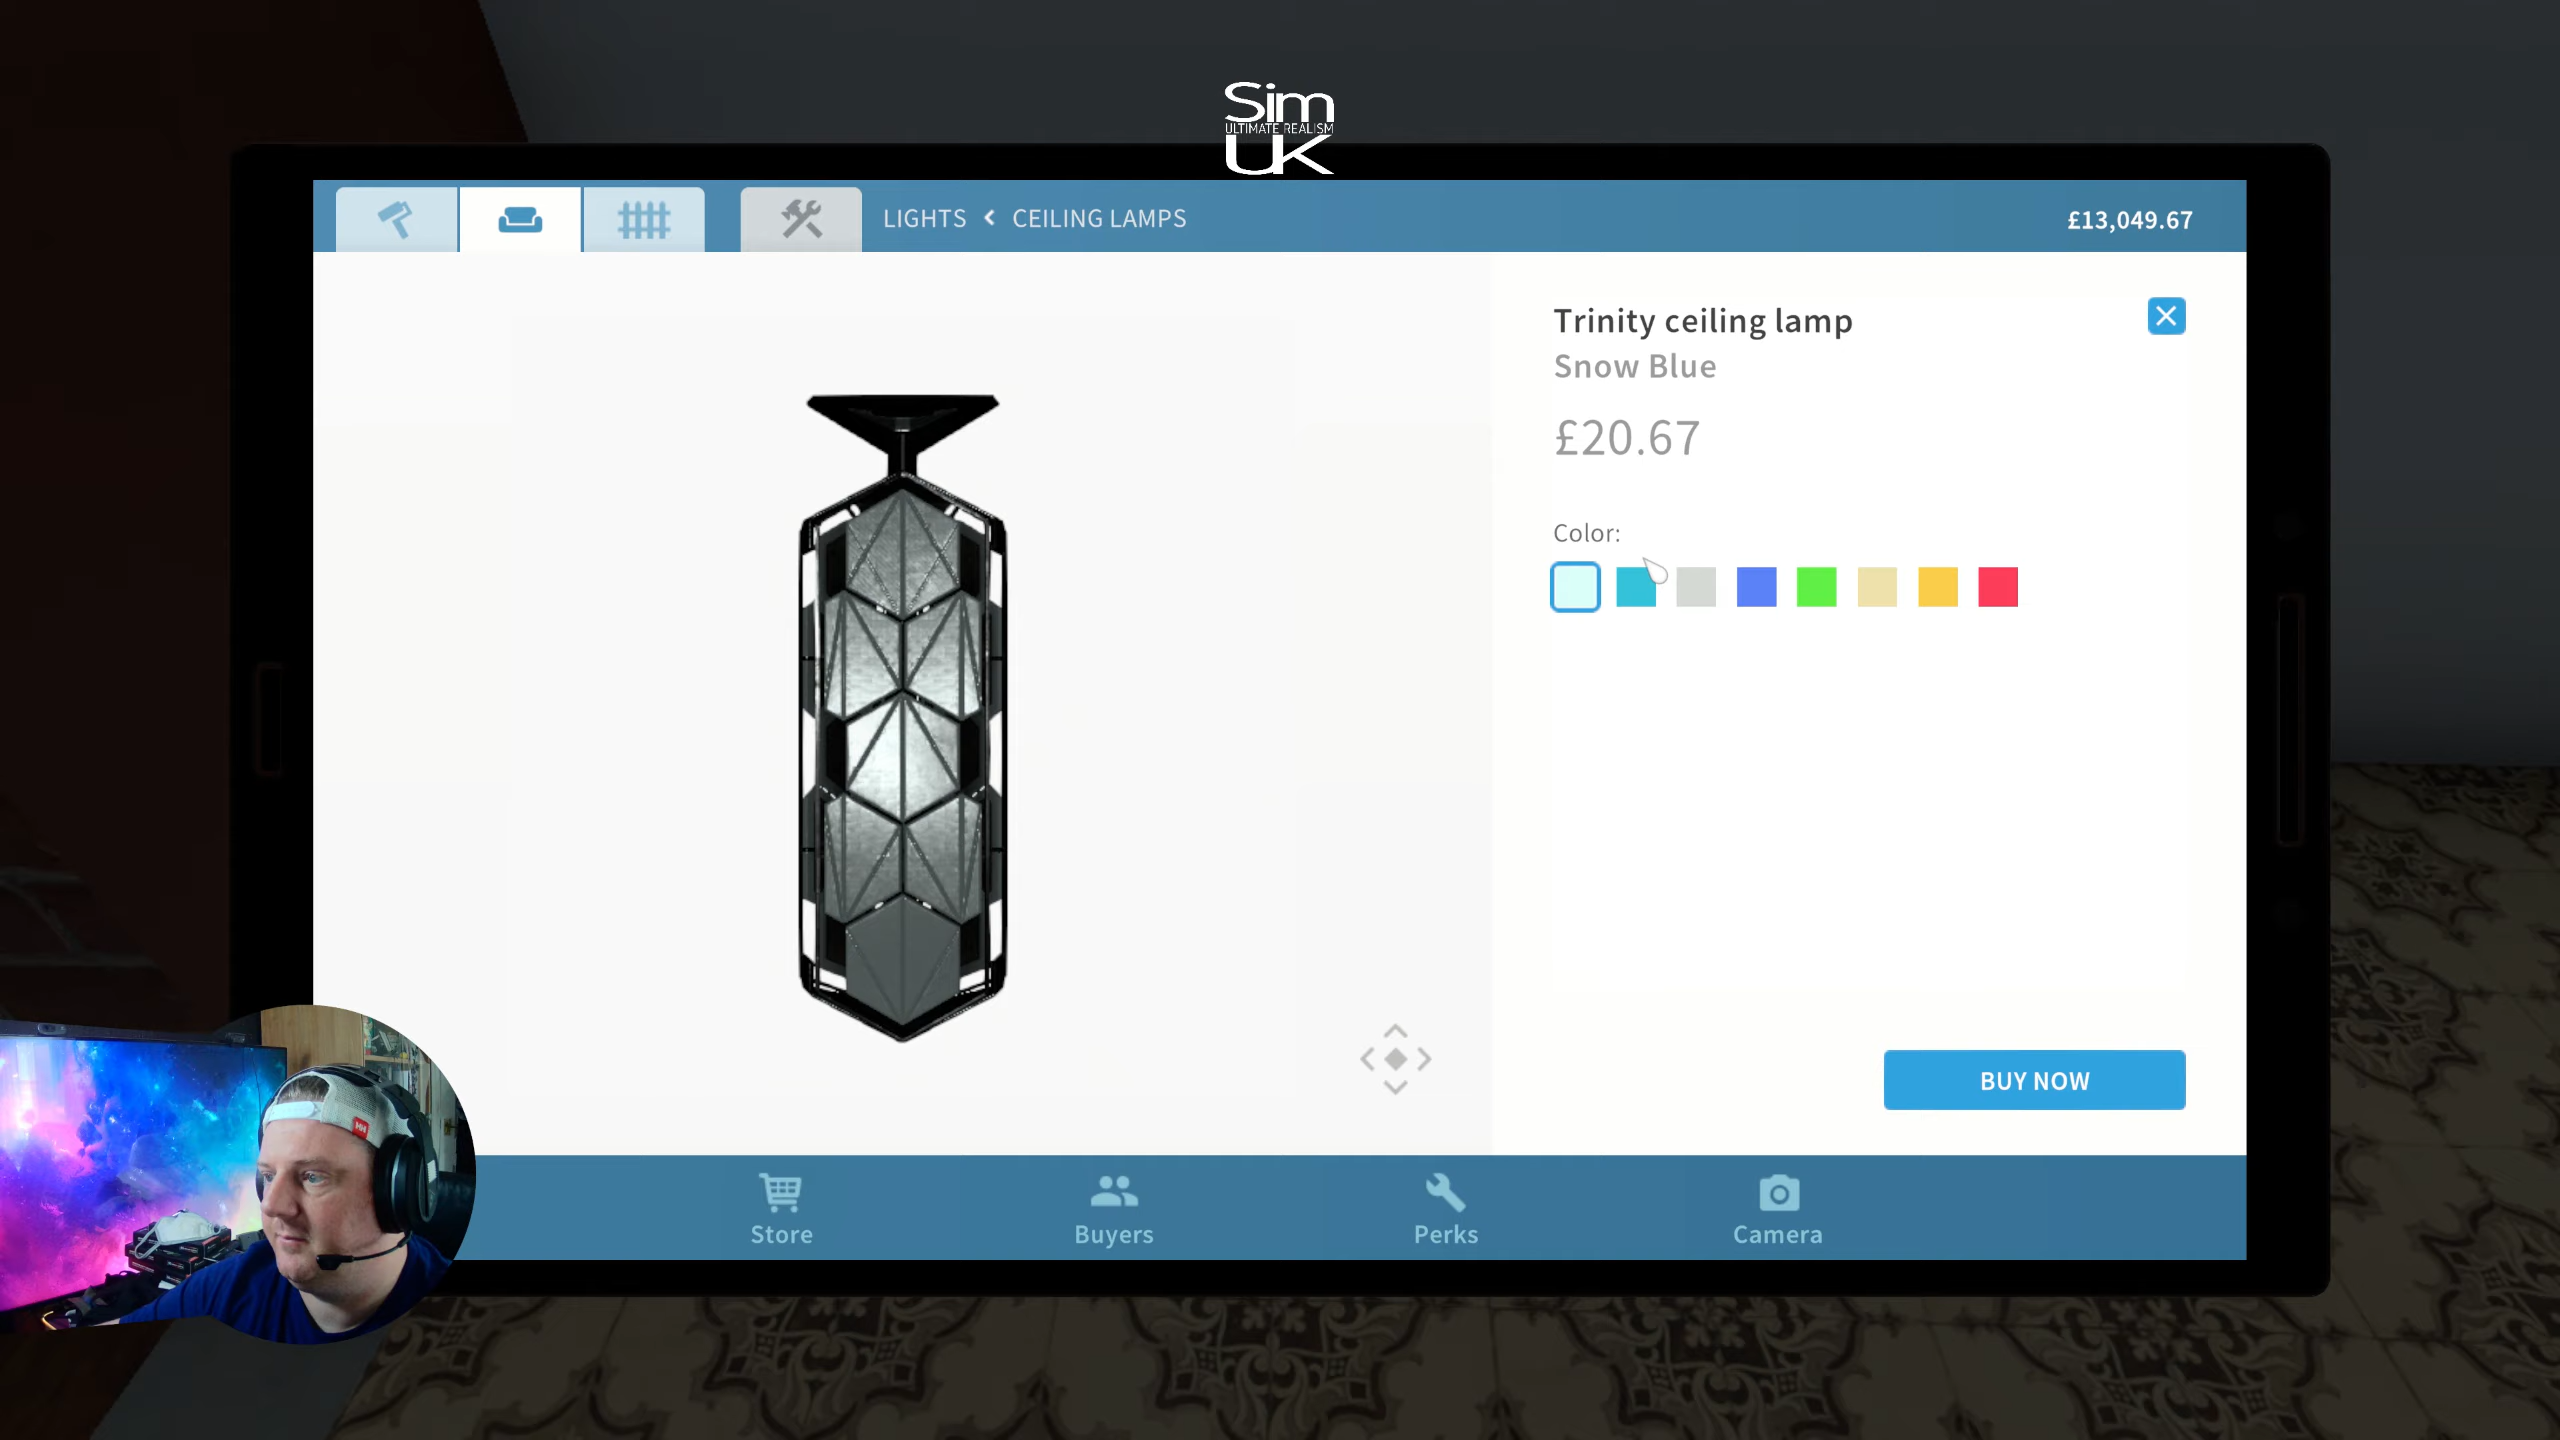 Sim
ULTIMATE REALISM
UK
LIGHTS < CEILING LAMPS
£13,049.67
Trinity ceiling lamp
Snow Blue
£20.67
Color:
BUY NOW
Store
Buyers
Perks
Camera